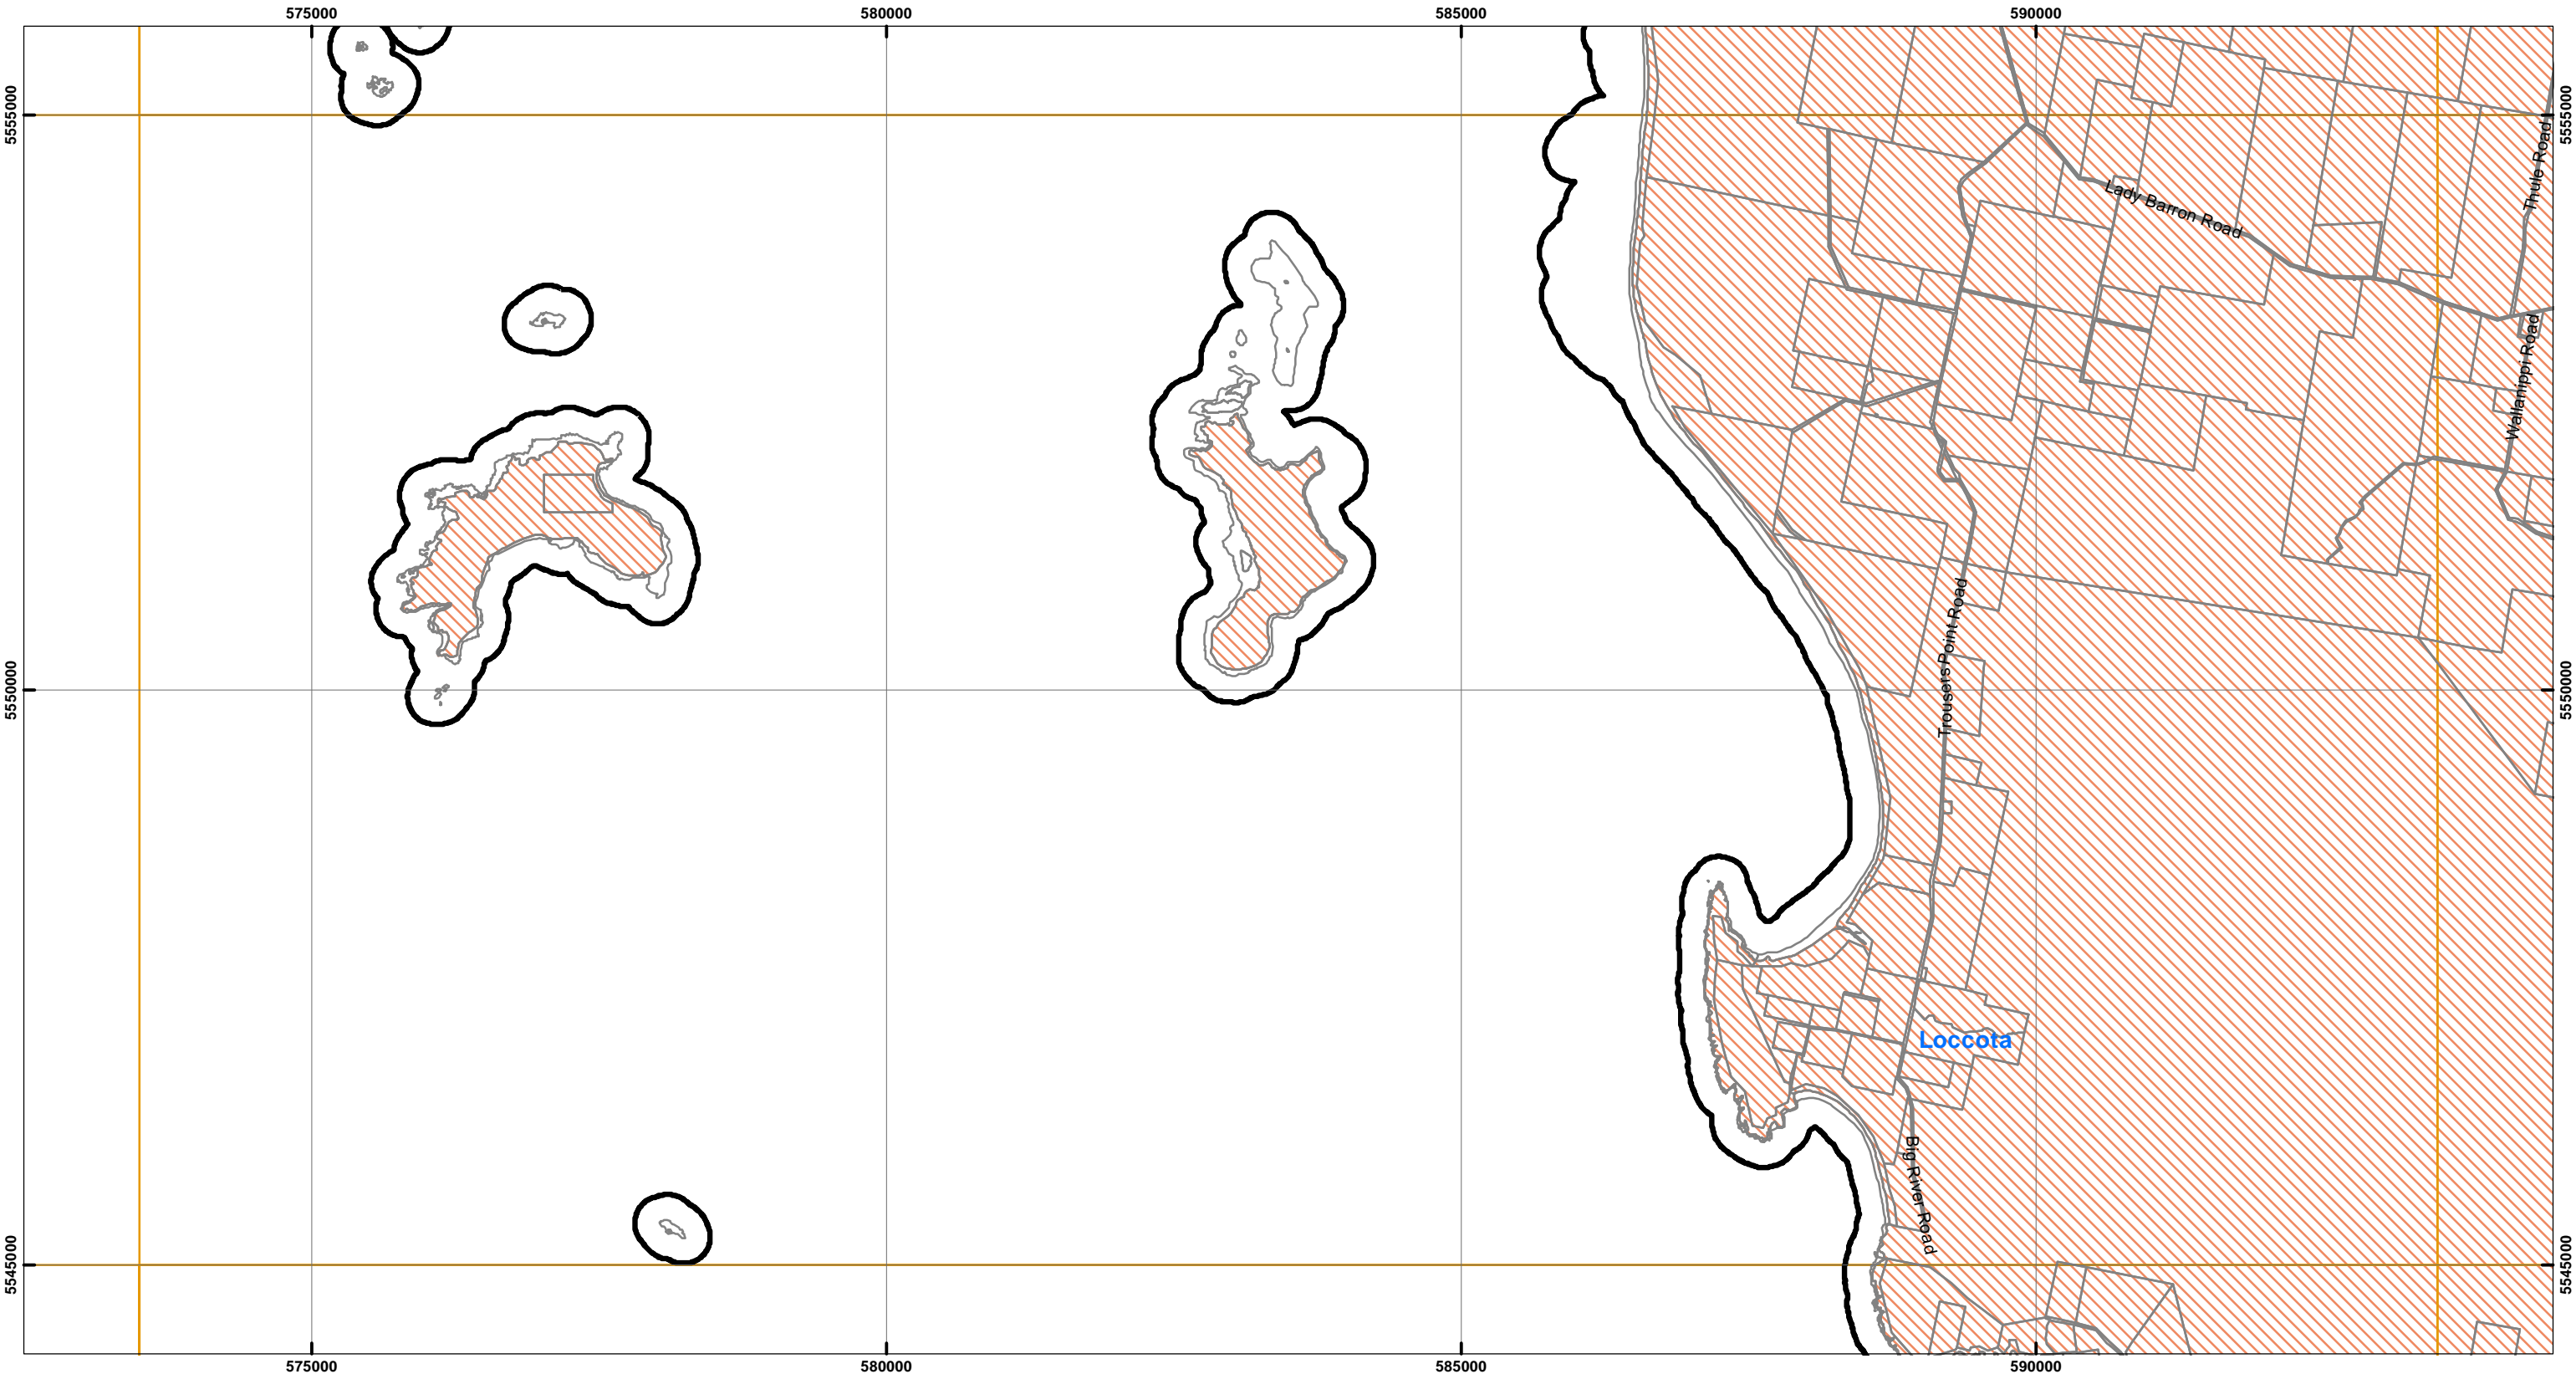 575000
580000
585000
590000
5555000
5555000
Thule Road
Lady Barron Road
Wallanippi Road
Trousers Point Road
5550000
5550000
Loccota
Big River Road
5545000
5545000
575000
580000
585000
590000